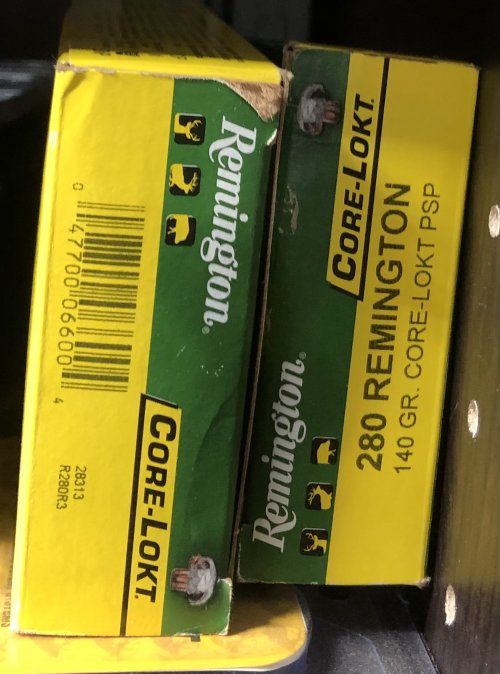 Remington®
CORE-LOKT®
0 47700 06600 4
28313
R280R3
Remington®
CORE-LOKT®
280 REMINGTON
140 GR. CORE-LOKT PSP